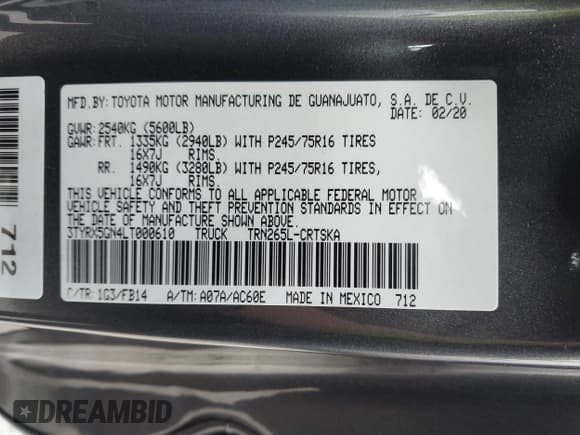 MFD.BY:TOYOTA MOTOR MANUFACTURING DE GUANAJUATO, S.A. DE C.V.
DATE: 02/20
GVWR:2540KG (5600LB)
GAWR:FRT. 1335KG (2940LB) WITH P245/75R16 TIRES
16X7J RIMS.
RR. 1490KG (3280LB) WITH P245/75R16 TIRES,
16X7J RIMS.
THIS VEHICLE CONFORMS TO ALL APPLICABLE FEDERAL MOTOR
VEHICLE SAFETY AND THEFT PREVENTION STANDARDS IN EFFECT ON
THE DATE OF MANUFACTURE SHOWN ABOVE.
3TYRX5GN4LT000610 TRUCK TRN265L-CRTSKA
C/TR:1G3/FB14 A/TM:A07A/AC60E MADE IN MEXICO 712
712
DREAMBID